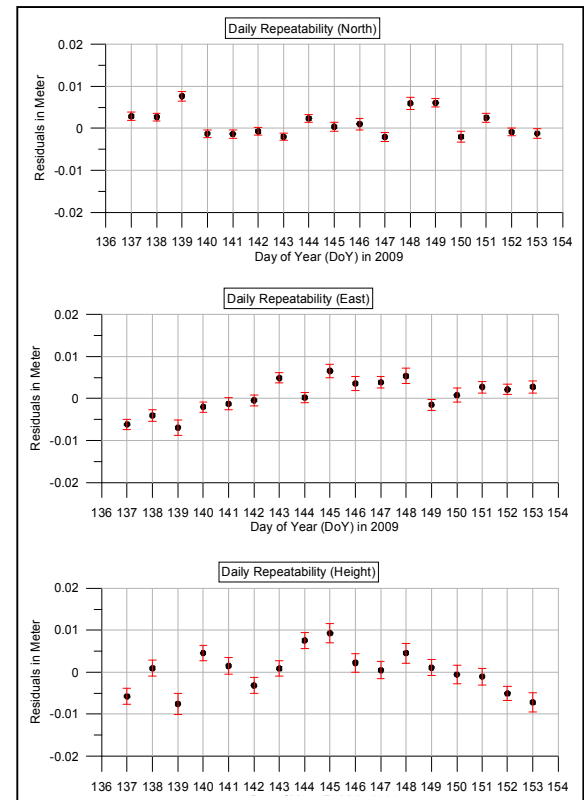 Daily Repeatability (North)
0.02
0.01
0
-0.01
-0.02
Residuals in Meter
136 137 138 139 140 141 142 143 144 145 146 147 148 149 150 151 152 153 154
Day of Year (DoY) in 2009
Daily Repeatability (East)
0.02
0.01
0
-0.01
-0.02
Residuals in Meter
136 137 138 139 140 141 142 143 144 145 146 147 148 149 150 151 152 153 154
Day of Year (DoY) in 2009
Daily Repeatability (Height)
0.02
0.01
0
-0.01
-0.02
Residuals in Meter
136 137 138 139 140 141 142 143 144 145 146 147 148 149 150 151 152 153 154